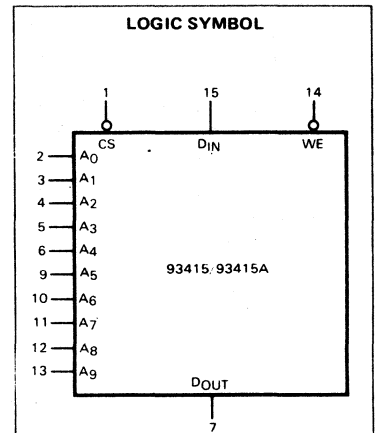 LOGIC SYMBOL
1 15 14
CS DIN WE
2 A0
3 A1
4 A2
5 A3
6 A4
9 A5
93415/93415A
10 A6
11 A7
12 A8
13 A9
DOUT
7